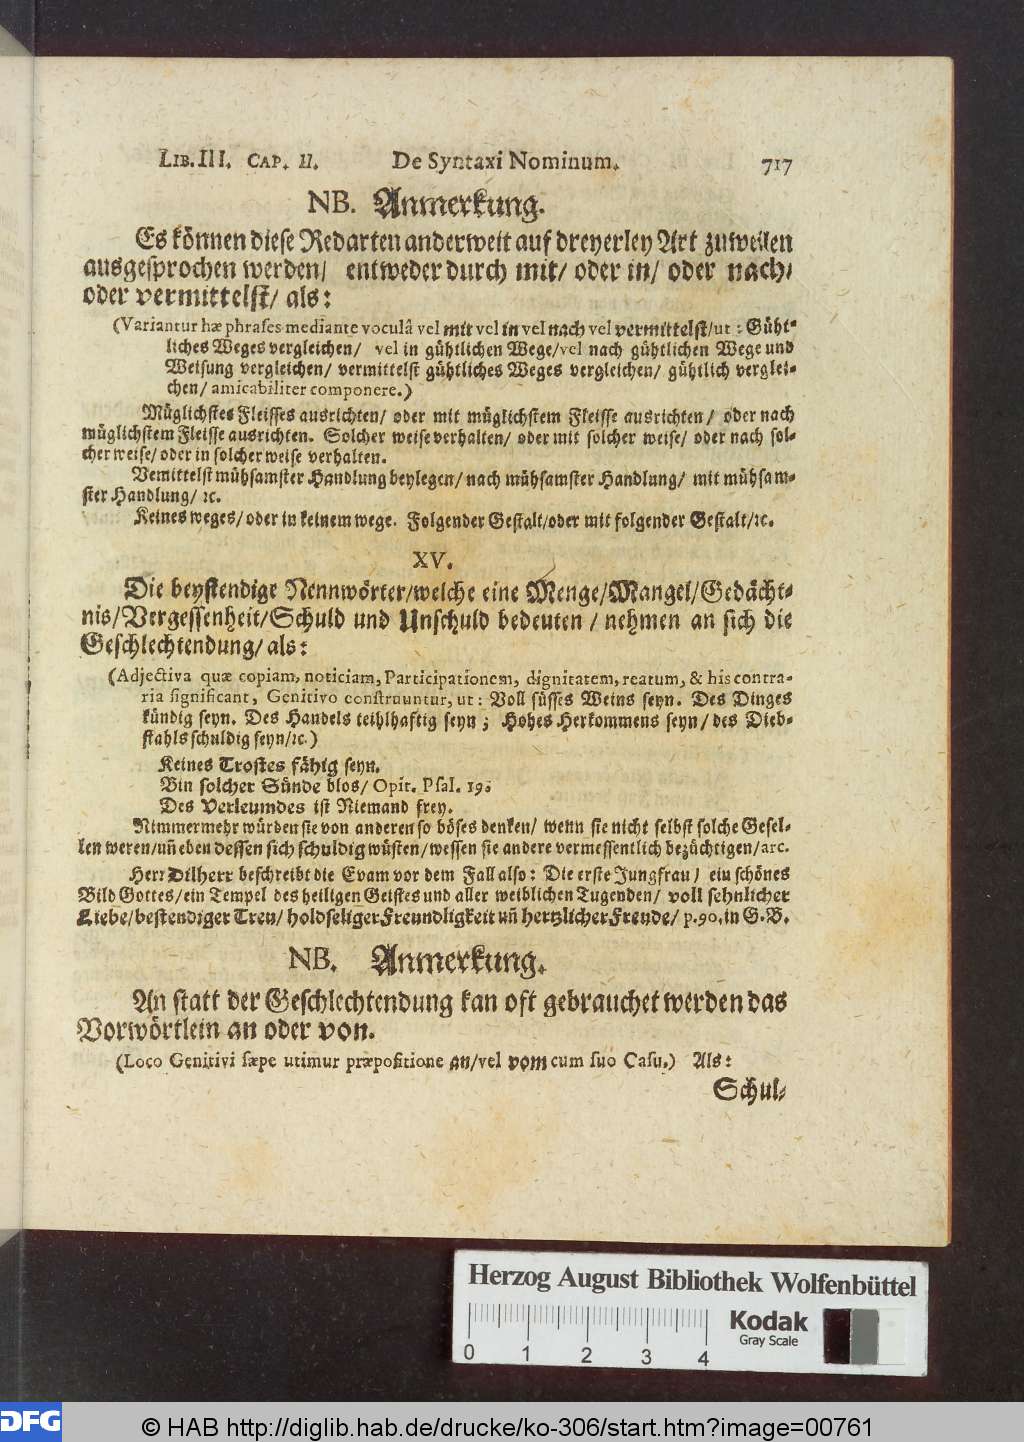 LIB. III. CAP. II. De Syntaxi Nominum. 717
NB. Anmerkung.
Es können diese Redarten anderweit auf dreyerley Art zuweilen
ausgesprochen werden/ entweder durch mit/ oder in/ oder nach/
oder vermittelst/ als:
(Variantur hæ phrases mediante voculâ vel mit vel in vel nach vel vermittelst/ut: Güht-
liches Weges vergleichen/ vel in gühtlichen Wege/vel nach gühtlichen Wege und
Weisung vergleichen/ vermittelst gühtliches Weges vergleichen/ gühtlich verglei-
chen/ amicabiliter componere.)
Müglichstes Fleisses ausrichten/ oder mit müglichstem Fleisse ausrichten/ oder nach
müglichstem Fleisse ausrichten. Solcher weise verhalten/ oder mit solcher weise/ oder nach sol-
cher weise/ oder in solcher weise verhalten.
Vemittelst mühsamster Handlung beylegen/ nach mühsamster Handlung/ mit mühsam-
ster Handlung/ ꝛc.
Keines weges/ oder in keinem wege. Folgender Gestalt/oder mit folgender Gestalt/ꝛc.
XV.
Die beystendige Nennwörter/welche eine Menge/Mangel/Gedächt-
nis/Vergessenheit/Schuld und Unschuld bedeuten / nehmen an sich die
Geschlechtendung/ als:
(Adjectiva quæ copiam, noticiam, Participationem, dignitatem, reatum, & his contra-
ria significant, Genitivo construuntur, ut: Voll süsses Weins seyn. Des Dinges
kündig seyn. Des Handels teihlhaftig seyn; Hohes Herkommens seyn/ des Dieb-
stahls schuldig seyn/ꝛc.)
Keines Trostes fähig seyn.
Bin solcher Sünde blos/ Opit. Psal. 19.
Des Verleumdes ist Niemand frey.
Nimmermehr würden sie von anderen so böses denken/ wenn sie nicht selbst solche Gesel-
len weren/uñ eben dessen sich schuldig wüsten/wessen sie andere vermessentlich bezüchtigen/arc.
Herr Dilherr beschreibt die Evam vor dem Fall also: Die erste Jungfrau/ ein schönes
Bild Gottes/ein Tempel des heiligen Geistes und aller weiblichen Tugenden/ voll sehnlicher
Liebe/bestendiger Treu/ holdseliger Freundligkeit uñ hertzlicher Freude/ p.90. in G. B.
NB. Anmerkung.
An statt der Geschlechtendung kan oft gebrauchet werden das
Vorwörtlein an oder von.
(Loco Genitivi sæpe utimur præpositione an/vel vom cum suo Casu.) Als:
Schul-
Herzog August Bibliothek Wolfenbüttel
Kodak
Gray Scale
0 1 2 3 4
DFG
© HAB http://diglib.hab.de/drucke/ko-306/start.htm?image=00761